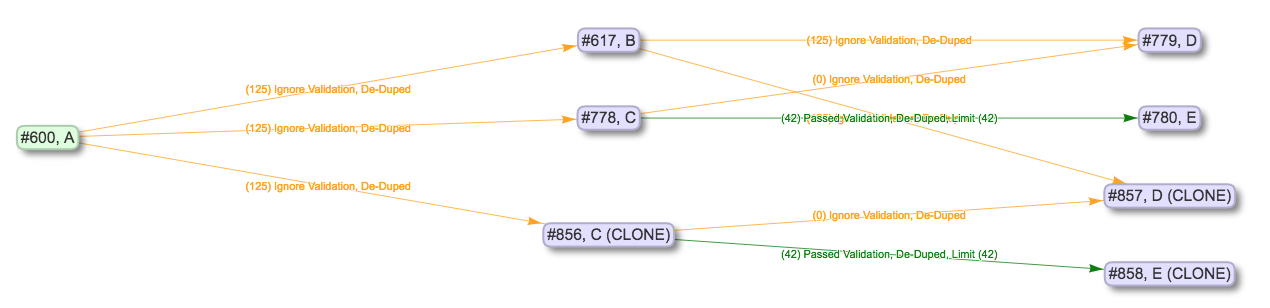 #617, B
(125) Ignore Validation, De-Duped
#779, D
(125) Ignore Validation, De-Duped
(0) Ignore Validation, De-Duped
#778, C
(42) Passed Validation, De-Duped, Limit (42)
#780, E
(125) Ignore Validation, De-Duped
#600, A
(125) Ignore Validation, De-Duped
#857, D (CLONE)
(0) Ignore Validation, De-Duped
#856, C (CLONE)
(42) Passed Validation, De-Duped, Limit (42)
#858, E (CLONE)